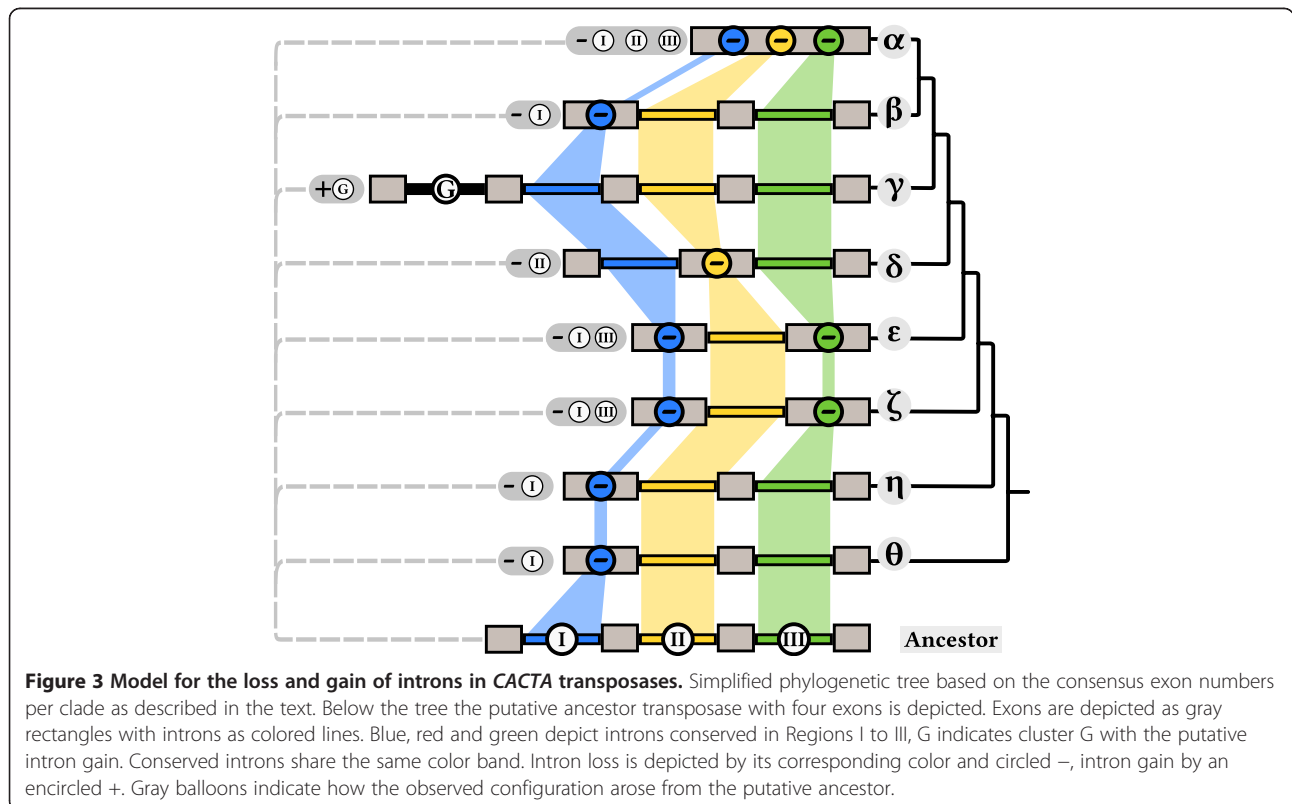 − I II III − − − α
− I − β
+ G G γ
− II − δ
− I III − − ε
− I III − − ζ
− I − η
− I − θ
I II III Ancestor
Figure 3 Model for the loss and gain of introns in CACTA transposases. Simplified phylogenetic tree based on the consensus exon numbers
per clade as described in the text. Below the tree the putative ancestor transposase with four exons is depicted. Exons are depicted as gray
rectangles with introns as colored lines. Blue, red and green depict introns conserved in Regions I to III, G indicates cluster G with the putative
intron gain. Conserved introns share the same color band. Intron loss is depicted by its corresponding color and circled −, intron gain by an
encircled +. Gray balloons indicate how the observed configuration arose from the putative ancestor.